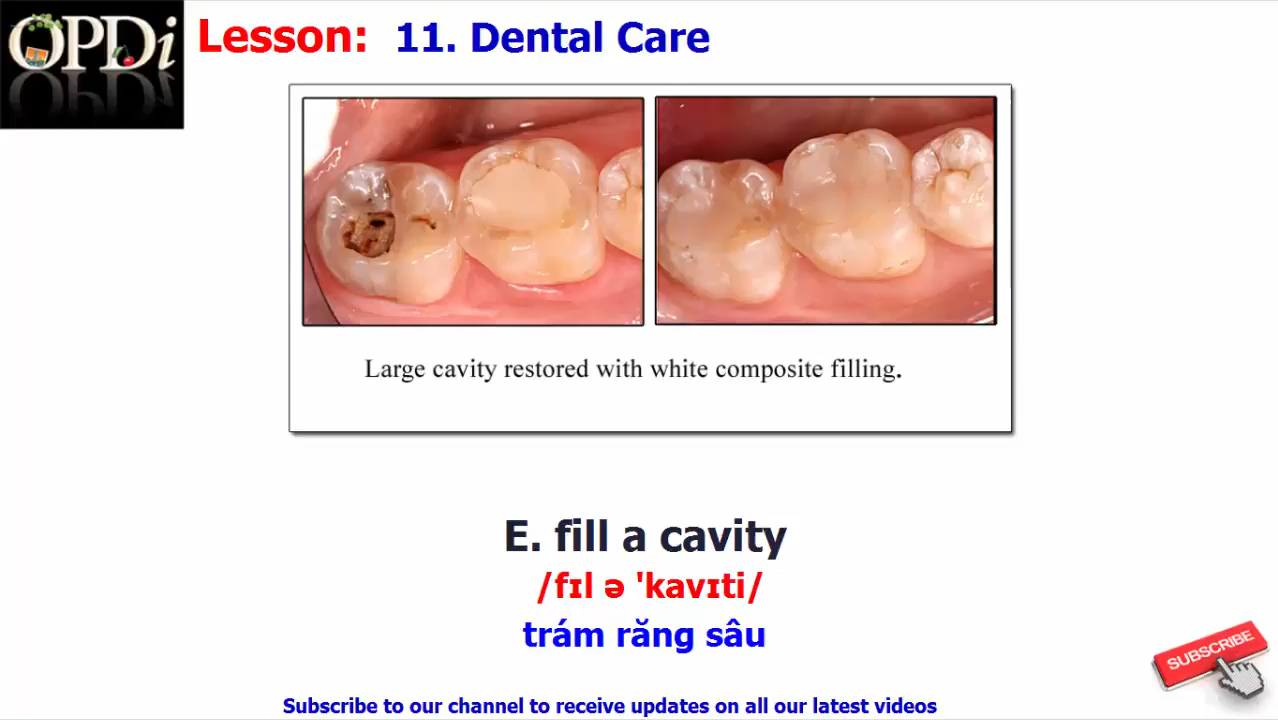 OPDi
Lesson: 11. Dental Care
Large cavity restored with white composite filling.
E. fill a cavity
/fɪl ə 'kavɪti/
trám răng sâu
SUBSCRIBE
Subscribe to our channel to receive updates on all our latest videos